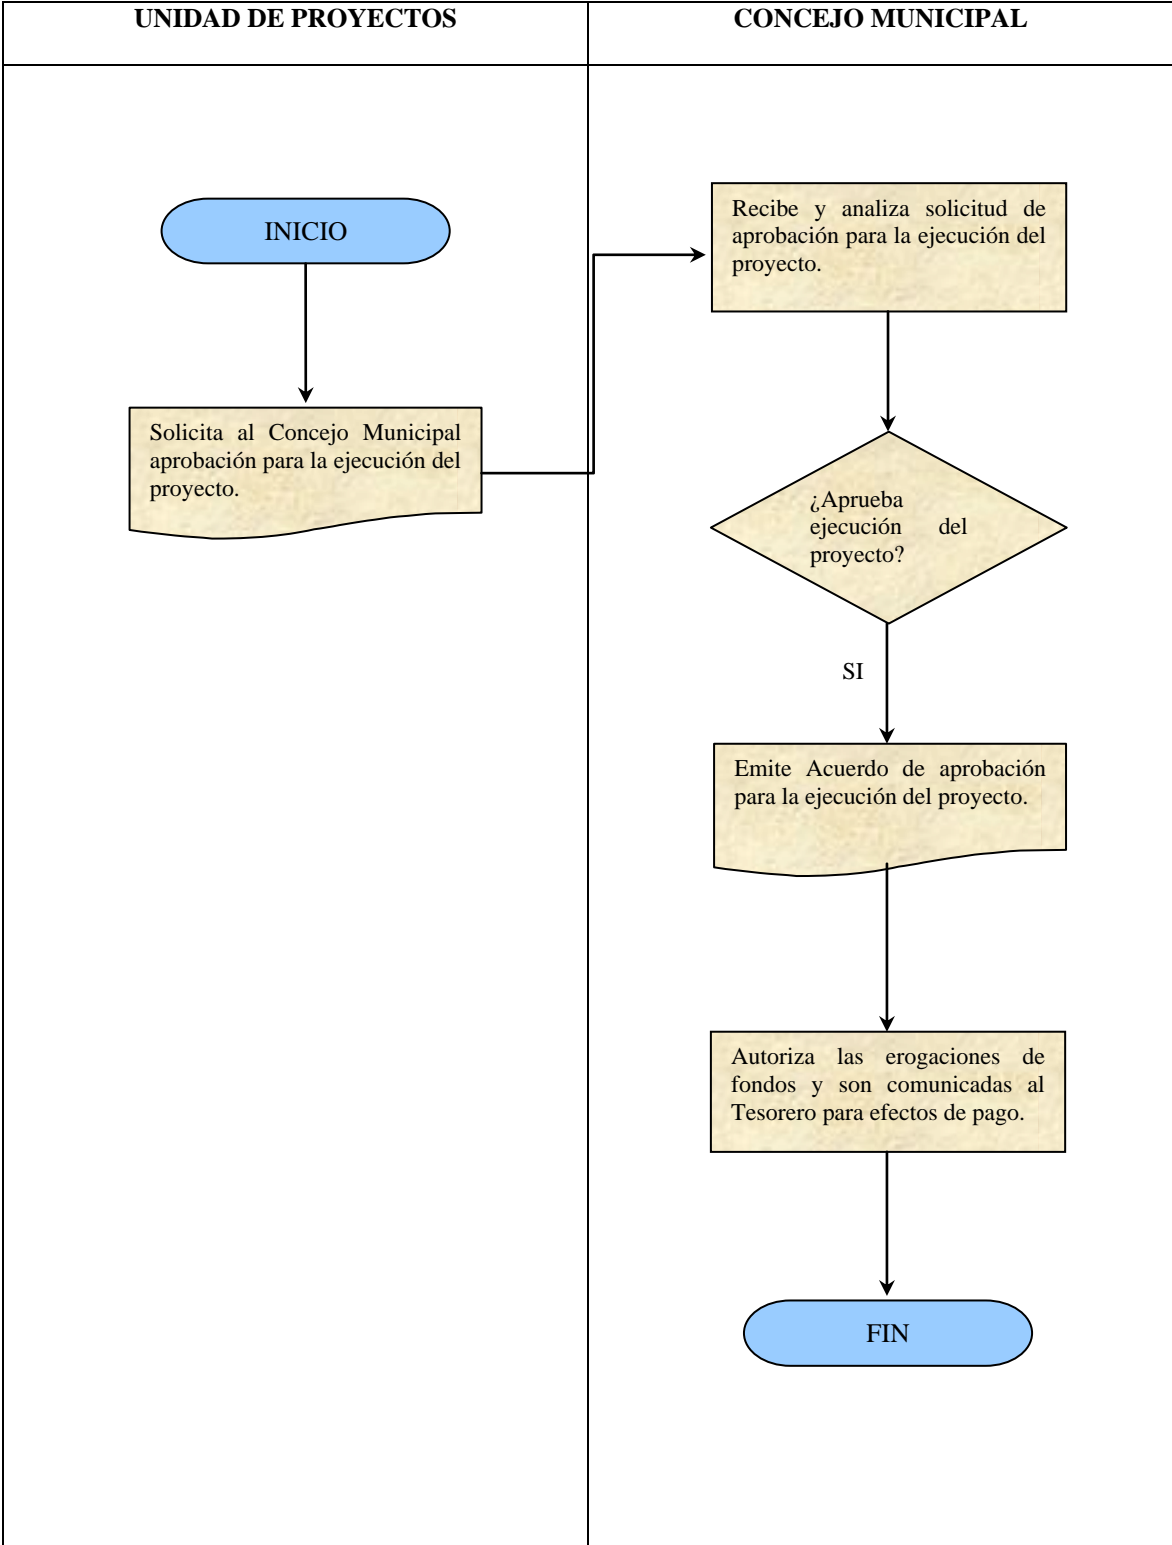 UNIDAD DE PROYECTOS
CONCEJO MUNICIPAL
INICIO
Solicita al Concejo Municipal
aprobación para la ejecución del
proyecto.
Recibe y analiza solicitud de
aprobación para la ejecución del
proyecto.
¿Aprueba
ejecución del
proyecto?
SI
Emite Acuerdo de aprobación
para la ejecución del proyecto.
Autoriza las erogaciones de
fondos y son comunicadas al
Tesorero para efectos de pago.
FIN